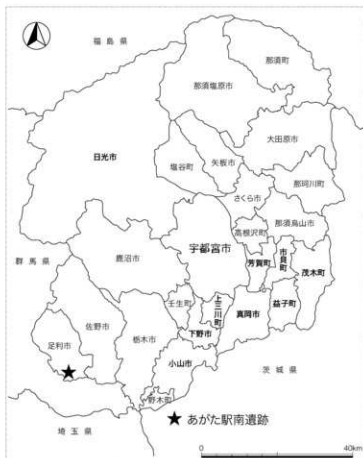 福島県
那須町
那須塩原市
大田原市
日光市
塩谷町
矢板市
那珂川町
さくら市
那須烏山市
高根沢町
宇都宮市
群馬県
鹿沼市
芳賀町
市貝町
茂木町
壬生町
上三川町
真岡市
益子町
佐野市
足利市
栃木市
下野市
小山市
茨城県
野木町
★ あがた駅南遺跡
埼玉県
0
40km